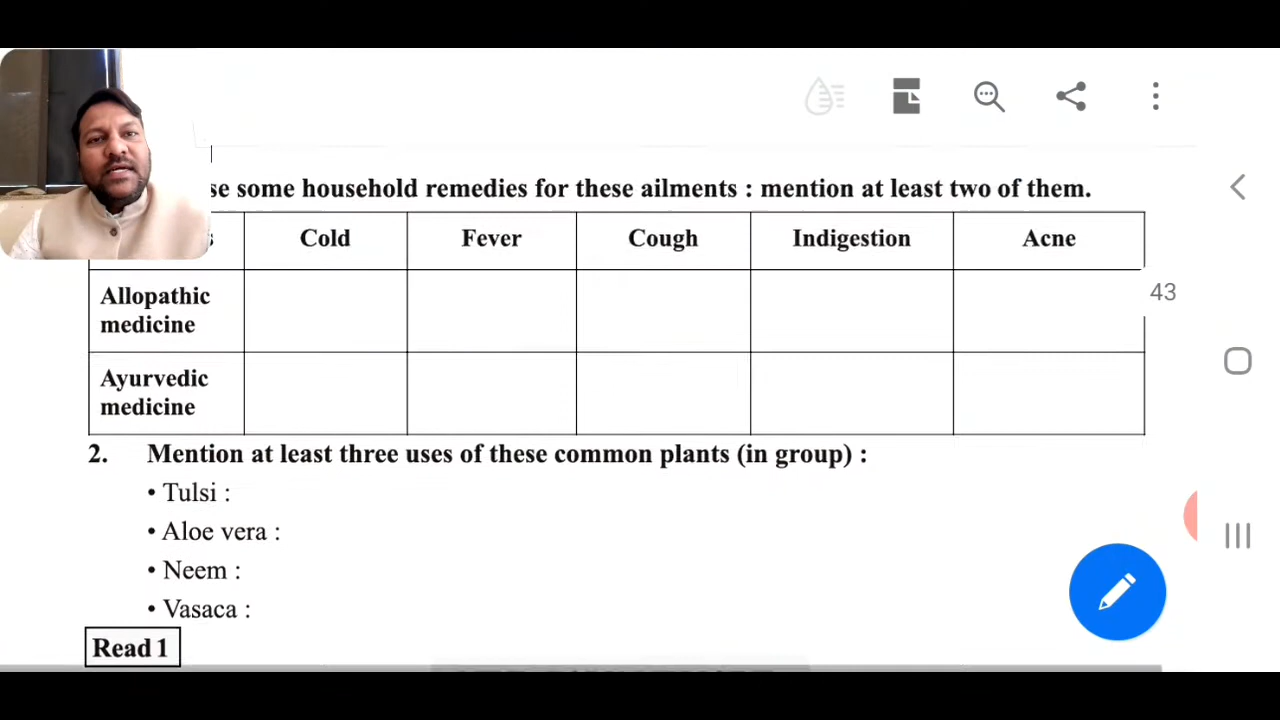 se some household remedies for these ailments : mention at least two of them.
Cold Fever Cough Indigestion Acne
Allopathic
medicine
43
Ayurvedic
medicine
2. Mention at least three uses of these common plants (in group) :
• Tulsi :
• Aloe vera :
• Neem :
• Vasaca :
Read 1